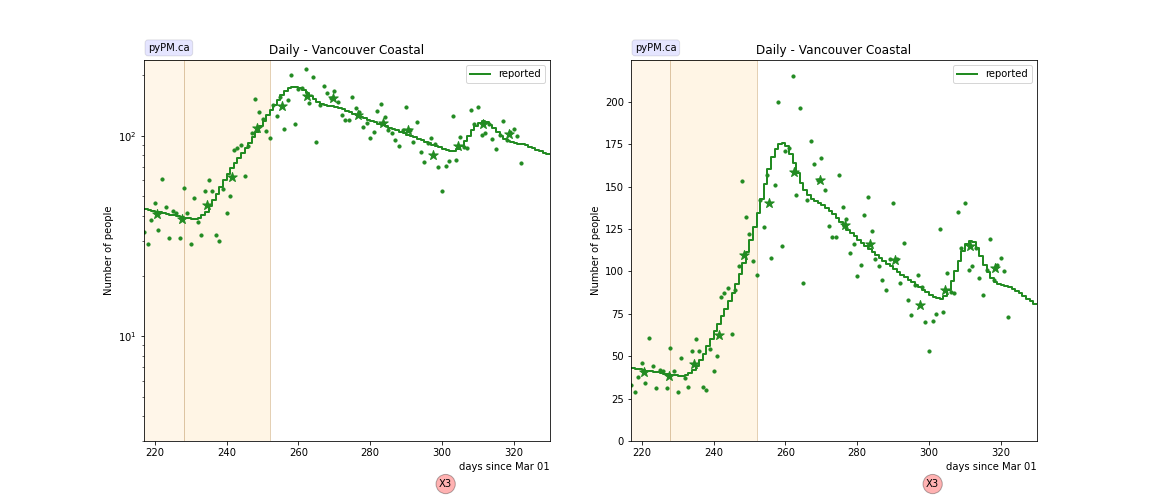 pyPM.ca
Daily - Vancouver Coastal
reported
10²
10¹
Number of people
220 240 260 280 300 320
days since Mar 01
X3
pyPM.ca
Daily - Vancouver Coastal
reported
200
175
150
125
100
75
50
25
0
Number of people
220 240 260 280 300 320
days since Mar 01
X3